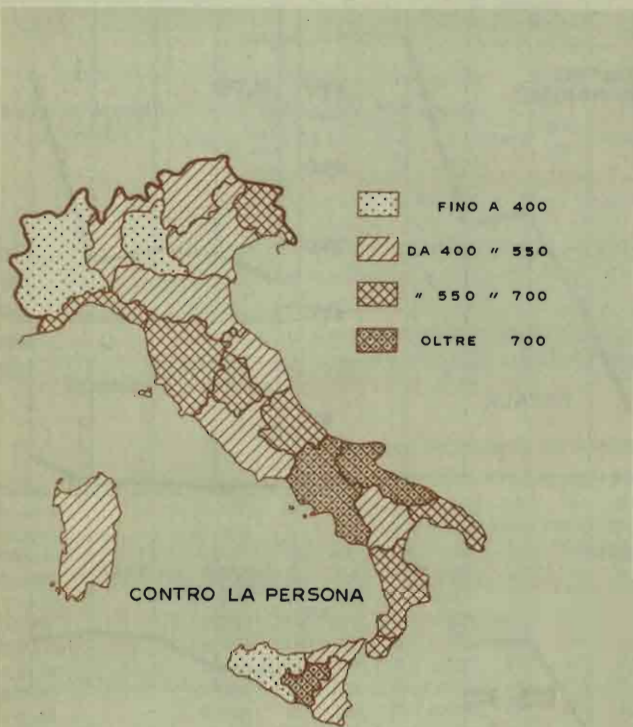 FINO A 400
DA 400 " 550
" 550 " 700
OLTRE 700
CONTRO LA PERSONA